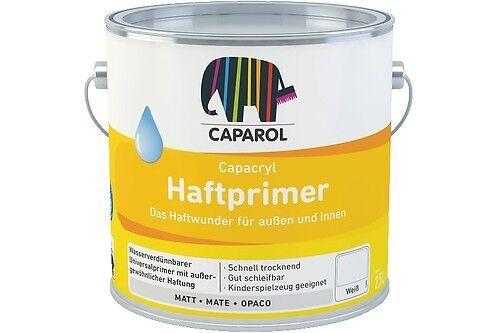 CAPAROL
Capacryl
Haftprimer
Das Haftwunder für außen und innen
Wasserverdünnbarer
Universalprimer mit außer-
gewöhnlicher Haftung
· Schnell trocknend
· Gut schleifbar
· Kinderspielzeug geeignet
Weiß
MATT • MATE • OPACO